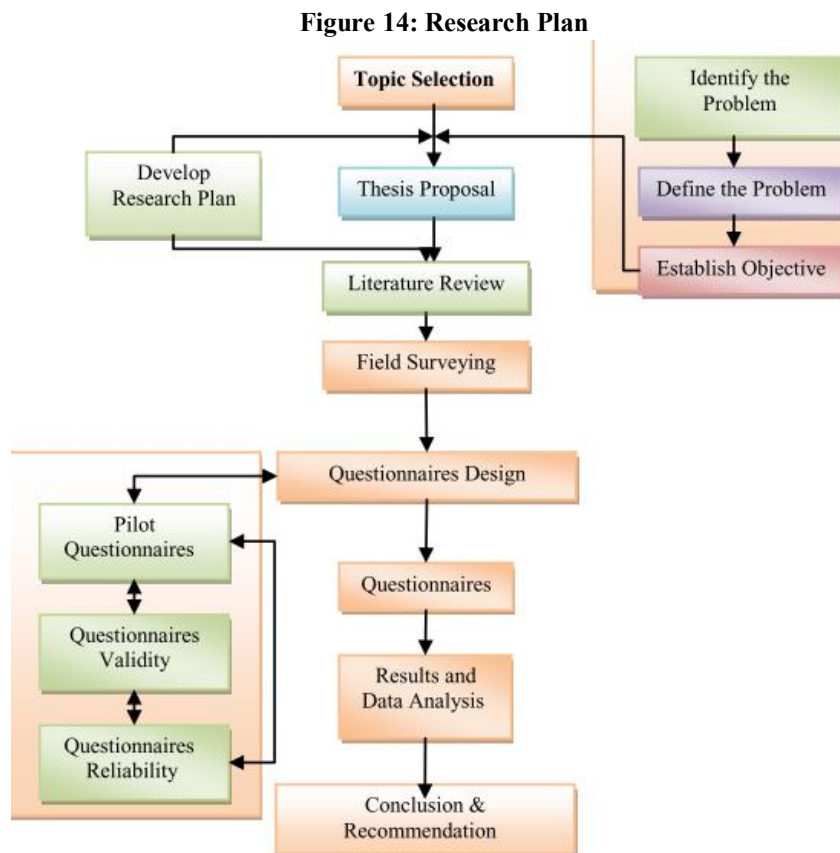 Figure 14: Research Plan
Topic Selection
Identify the
Problem
Develop
Research Plan
Thesis Proposal
Define the Problem
Literature Review
Establish Objective
Field Surveying
Questionnaires Design
Pilot
Questionnaires
Questionnaires
Questionnaires
Validity
Results and
Data Analysis
Questionnaires
Reliability
Conclusion &
Recommendation